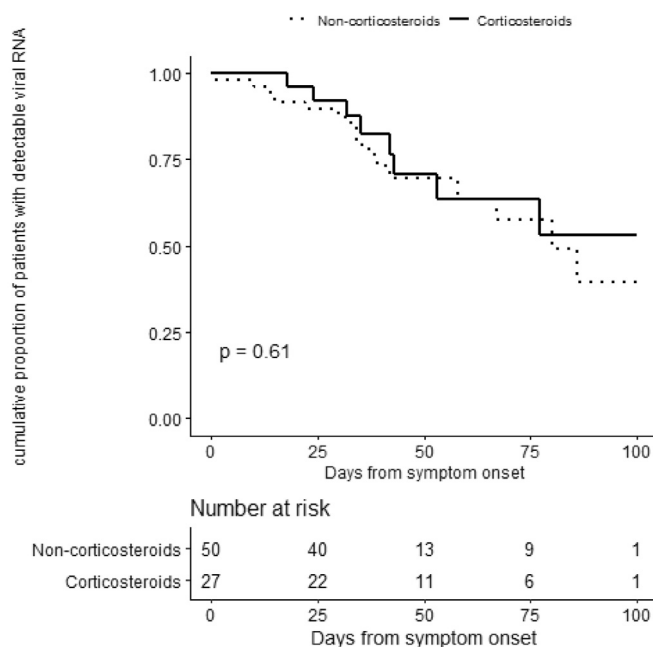 Non-corticosteroids Corticosteroids
cumulative proportion of patients with detectable viral RNA
1.00
0.75
0.50
0.25
0.00
p = 0.61
0 25 50 75 100
Days from symptom onset
Number at risk
Non-corticosteroids 50 40 13 9 1
Corticosteroids 27 22 11 6 1
0 25 50 75 100
Days from symptom onset